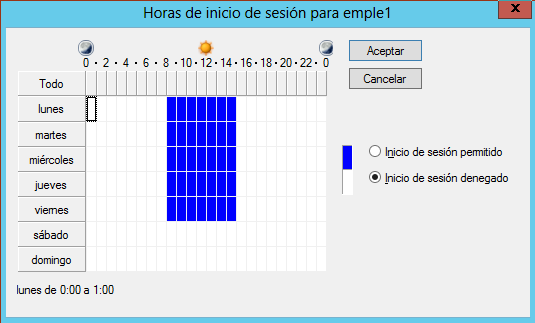 Horas de inicio de sesión para emple1
x
0 · 2 · 4 · 6 · 8 · 10 · 12 · 14 · 16 · 18 · 20 · 22 · 0
Aceptar
Cancelar
Todo
lunes
martes
miércoles
jueves
viernes
sábado
domingo
Inicio de sesión permitido
Inicio de sesión denegado
lunes de 0:00 a 1:00